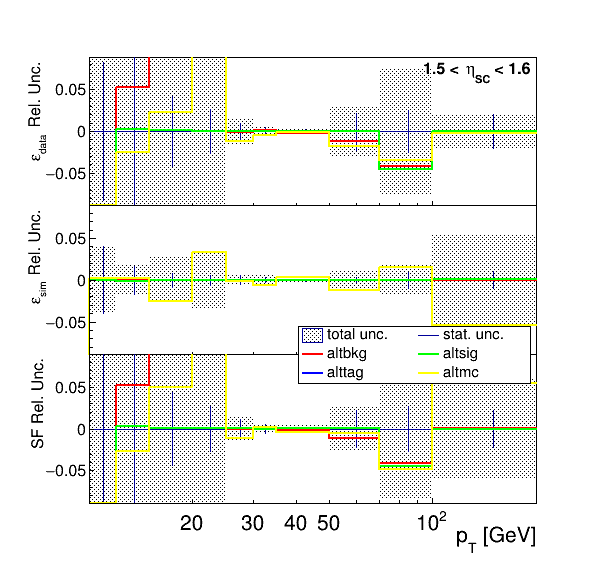 1.5 < η_SC < 1.6
ε_data Rel. Unc.
0.05
0
−0.05
ε_sim Rel. Unc.
0.05
0
−0.05
total unc.
stat. unc.
altbkg
altsig
alttag
altmc
SF Rel. Unc.
0.05
0
−0.05
20 30 40 50 10²
p_T [GeV]